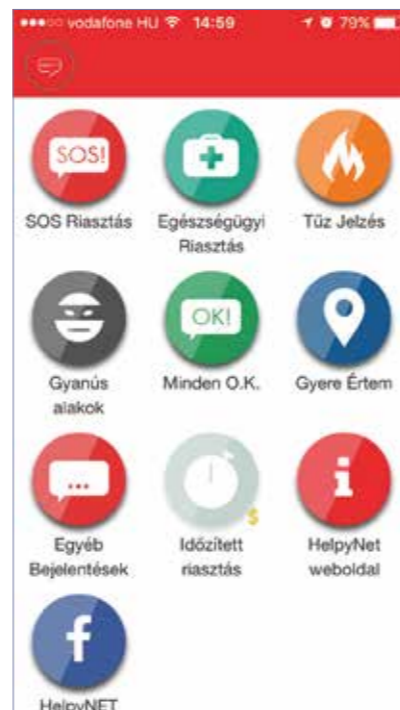 vodafone HU 14:59 79%
SOS!
SOS Riasztás
Egészségügyi
Riasztás
Tűz Jelzés
Gyanús
alakok
OK!
Minden O.K.
Gyere Értem
...
Egyéb
Bejelentések
$
Időzített
riasztás
i
HelpyNet
weboldal
f
HelpyNET